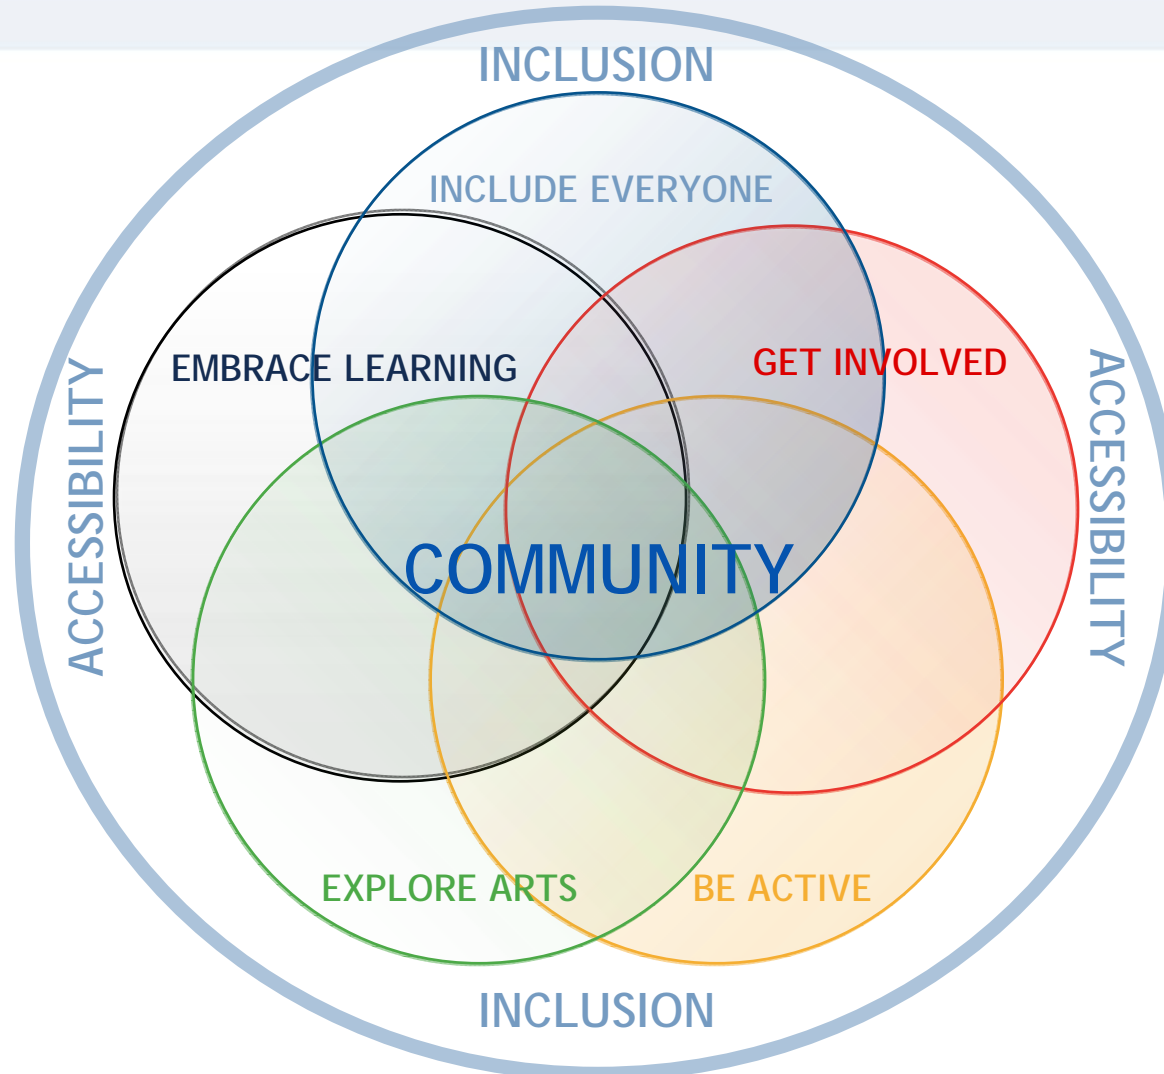 INCLUSION
INCLUDE EVERYONE
EMBRACE LEARNING
GET INVOLVED
ACCESSIBILITY
ACCESSIBILITY
COMMUNITY
EXPLORE ARTS
BE ACTIVE
INCLUSION